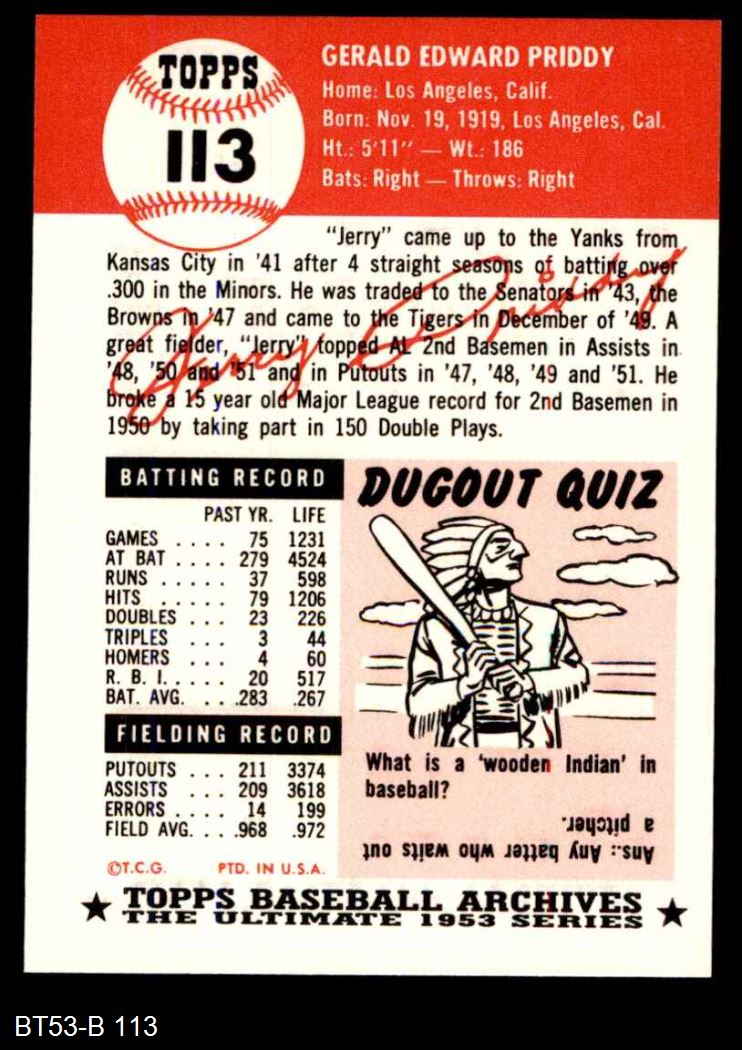 TOPPS
113
GERALD EDWARD PRIDDY
Home: Los Angeles, Calif.
Born: Nov. 19, 1919, Los Angeles, Cal.
Ht.: 5'11" — Wt.: 186
Bats: Right — Throws: Right
"Jerry" came up to the Yanks from
Kansas City in '41 after 4 straight seasons of batting over
.300 in the Minors. He was traded to the Senators in '43, the
Browns in '47 and came to the Tigers in December of '49. A
great fielder, "Jerry" topped AL 2nd Basemen in Assists in
'48, '50 and '51 and in Putouts in '47, '48, '49 and '51. He
broke a 15 year old Major League record for 2nd Basemen in
1950 by taking part in 150 Double Plays.
Jerry Priddy
BATTING RECORD
PAST YR. LIFE
GAMES .... 75 1231
AT BAT .... 279 4524
RUNS ..... 37 598
HITS ..... 79 1206
DOUBLES .... 23 226
TRIPLES ... 3 44
HOMERS ... 4 60
R. B. I. .... 20 517
BAT. AVG. ... .283 .267
FIELDING RECORD
PUTOUTS ... 211 3374
ASSISTS ... 209 3618
ERRORS .... 14 199
FIELD AVG. ... .968 .972
DUGOUT QUIZ
What is a 'wooden Indian' in
baseball?
Ans.: Any batter who waits out
a pitcher.
©T.C.G. PTD. IN U.S.A.
★ TOPPS BASEBALL ARCHIVES ★
THE ULTIMATE 1953 SERIES
BT53-B 113